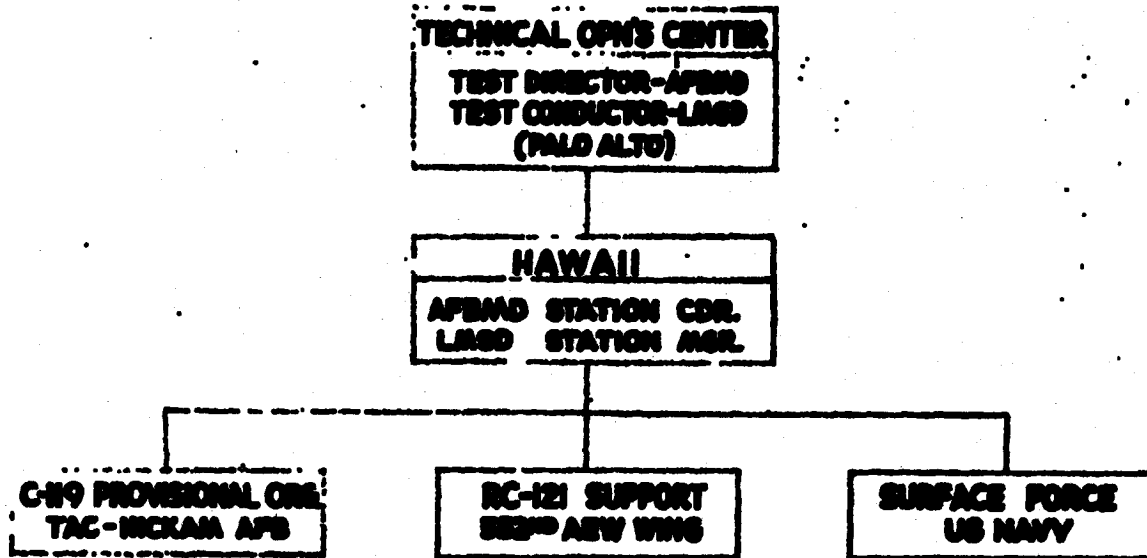 TECHNICAL OPN'S CENTER
TEST DIRECTOR-AFBMD
TEST CONDUCTOR-LMSD
(PALO ALTO)
HAWAII
AFBMD STATION CDR.
LMSD STATION MGR.
C-119 PROVISIONAL ORG.
TAC-HICKAM AFB
RC-121 SUPPORT
552ND AEW WING
SURFACE FORCE
US NAVY